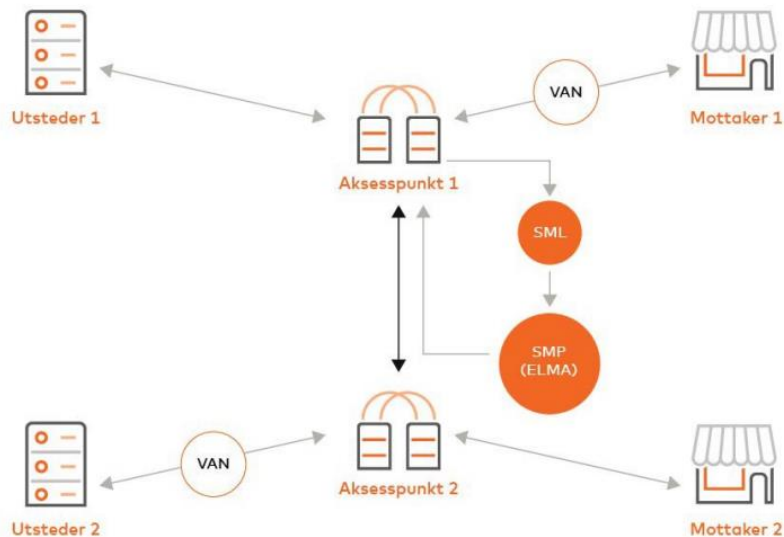 Utsteder 1
VAN
Mottaker 1
Aksesspunkt 1
SML
SMP
(ELMA)
VAN
Aksesspunkt 2
Utsteder 2
Mottaker 2